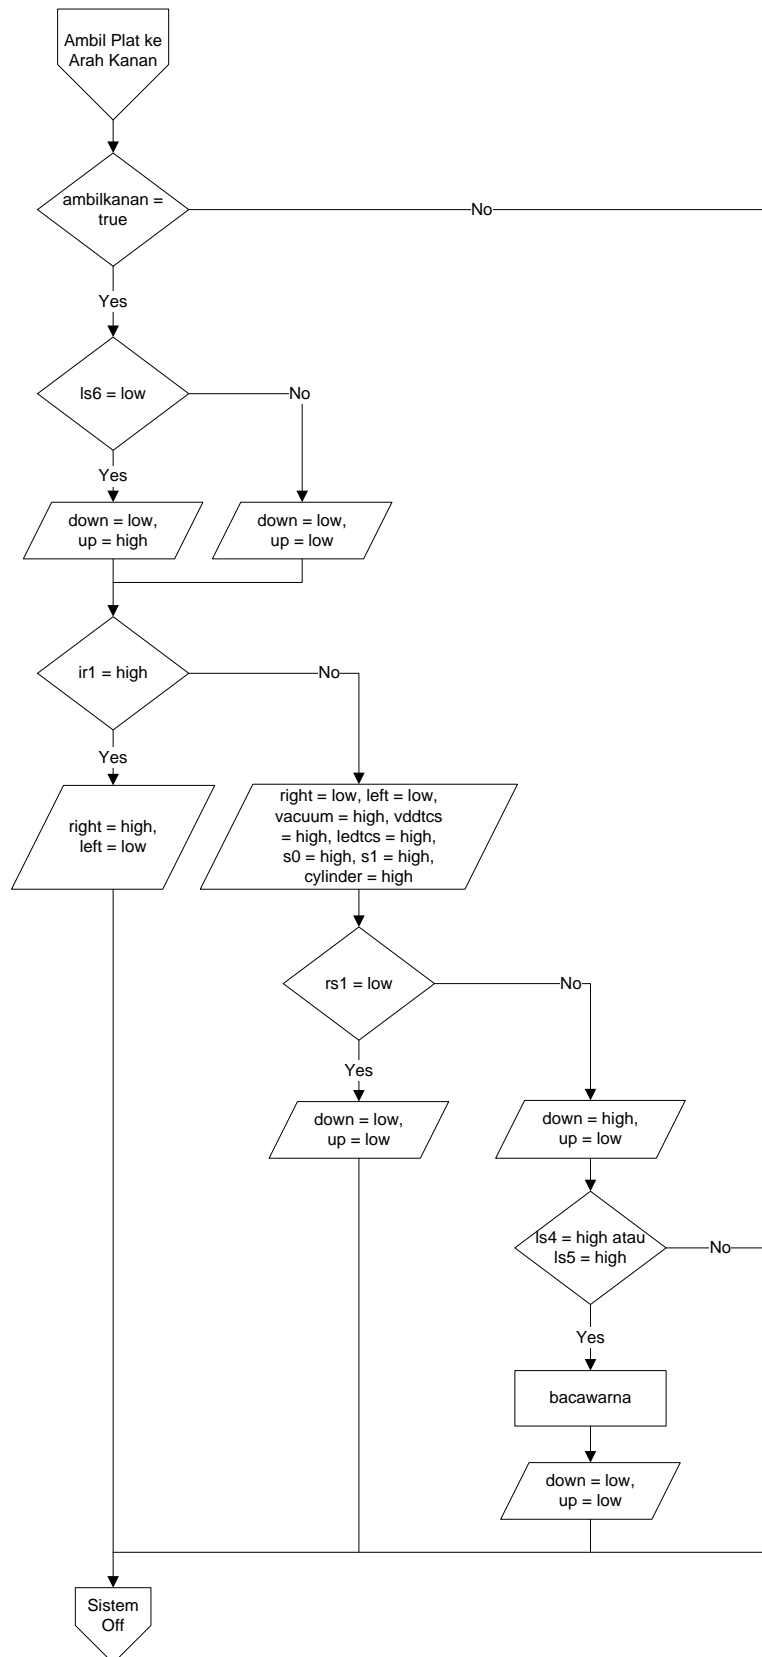 Ambil Plat ke
Arah Kanan
ambilkanan =
true
No
Yes
ls6 = low
No
Yes
down = low,
up = high
down = low,
up = low
ir1 = high
No
Yes
right = high,
left = low
right = low, left = low,
vacuum = high, vddtcs
= high, ledtcs = high,
s0 = high, s1 = high,
cylinder = high
rs1 = low
No
Yes
down = low,
up = low
down = high,
up = low
ls4 = high atau
ls5 = high
No
Yes
bacawarna
down = low,
up = low
Sistem
Off